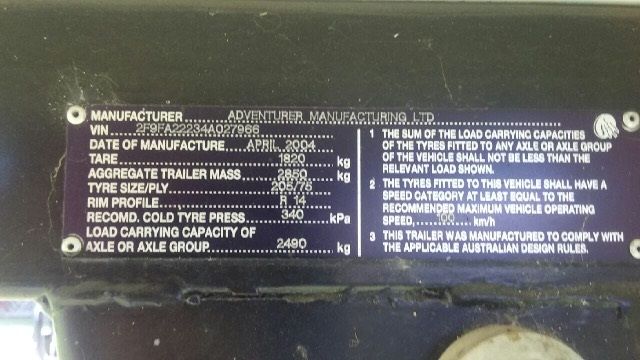 MANUFACTURER ADVENTURER MANUFACTURING LTD
VIN 2F9FA22234A027966
DATE OF MANUFACTURE APRIL 2004
TARE 1820 kg
AGGREGATE TRAILER MASS 2850 kg
TYRE SIZE/PLY 205/75
RIM PROFILE R 14
RECOMD. COLD TYRE PRESS 340 kPa
LOAD CARRYING CAPACITY OF
AXLE OR AXLE GROUP 2490 kg
1 THE SUM OF THE LOAD CARRYING CAPACITIES
OF THE TYRES FITTED TO ANY AXLE OR AXLE GROUP
OF THE VEHICLE SHALL NOT BE LESS THAN THE
RELEVANT LOAD SHOWN.
2 THE TYRES FITTED TO THIS VEHICLE SHALL HAVE A
SPEED CATEGORY AT LEAST EQUAL TO THE
RECOMMENDED MAXIMUM VEHICLE OPERATING
SPEED 100 km/h
3 THIS TRAILER WAS MANUFACTURED TO COMPLY WITH
THE APPLICABLE AUSTRALIAN DESIGN RULES.